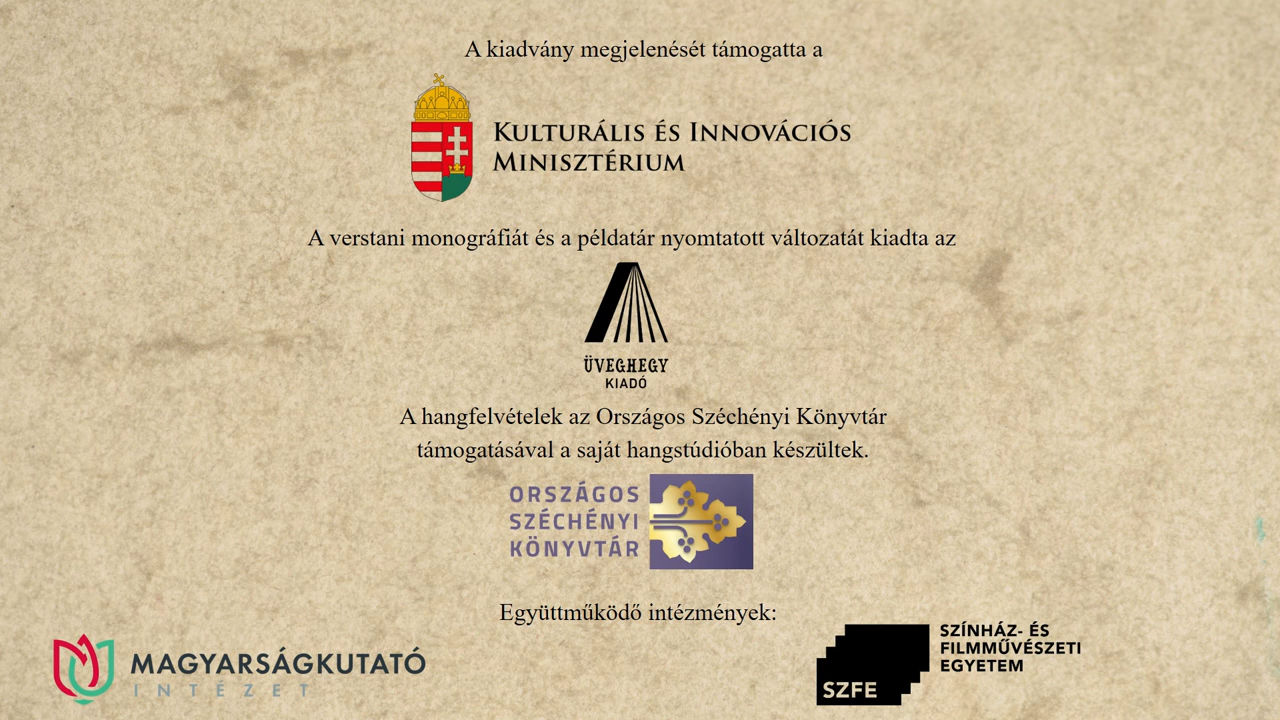 A kiadvány megjelenését támogatta a
Kulturális és Innovációs
Minisztérium
A verstani monográfiát és a példatár nyomtatott változatát kiadta az
ÜVEGHEGY
KIADÓ
A hangfelvételek az Országos Széchényi Könyvtár
támogatásával a saját hangstúdióban készültek.
ORSZÁGOS
SZÉCHÉNYI
KÖNYVTÁR
Együttműködő intézmények:
MAGYARSÁGKUTATÓ
INTÉZET
SZÍNHÁZ- ÉS
FILMMŰVÉSZETI
EGYETEM
SZFE